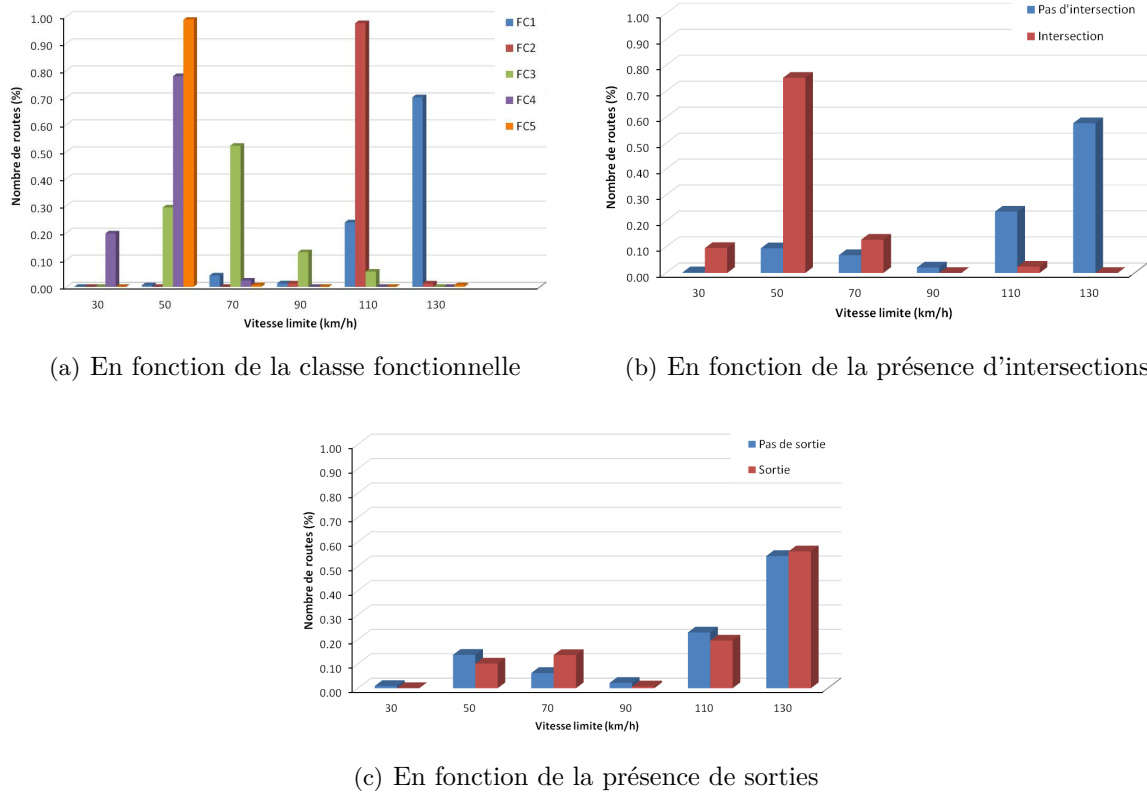 1.00
0.90
0.80
0.70
0.60
0.50
0.40
0.30
0.20
0.10
0.00
Nombre de routes (%)
30 50 70 90 110 130
Vitesse limite (km/h)
FC1
FC2
FC3
FC4
FC5
(a) En fonction de la classe fonctionnelle
1.00
0.90
0.80
0.70
0.60
0.50
0.40
0.30
0.20
0.10
0.00
Nombre de routes (%)
30 50 70 90 110 130
Vitesse limite (km/h)
Pas d'intersection
Intersection
(b) En fonction de la présence d'intersections
1.00
0.90
0.80
0.70
0.60
0.50
0.40
0.30
0.20
0.10
0.00
Nombre de routes (%)
30 50 70 90 110 130
Vitesse limite (km/h)
Pas de sortie
Sortie
(c) En fonction de la présence de sorties